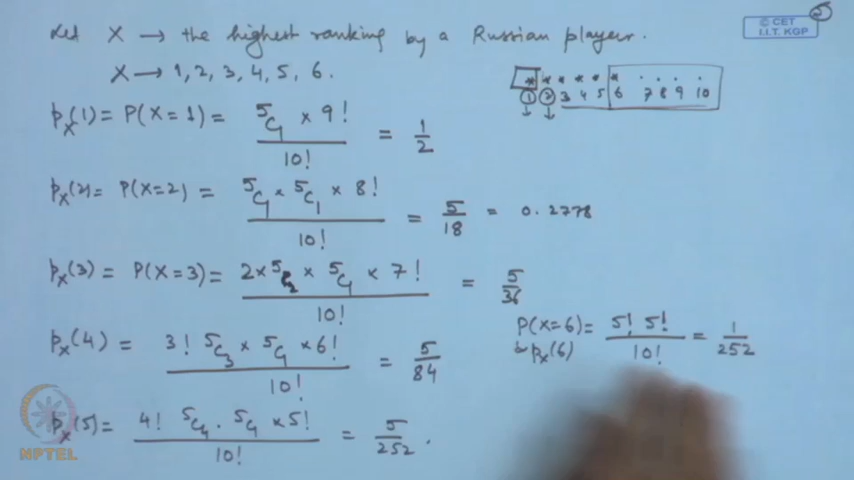 Let X → the highest ranking by a Russian player.
X → 1, 2, 3, 4, 5, 6.
* * * * * * . . . .
1 2 3 4 5 6 7 8 9 10
p_X(1) = P(X=1) = (⁵C₁ × 9!) / 10! = 1/2
p_X(2) = P(X=2) = (⁵C₁ × ⁵C₁ × 8!) / 10! = 5/18 = 0.2778
p_X(3) = P(X=3) = (2 × ⁵C₂ × ⁵C₁ × 7!) / 10! = 5/36
p_X(4) = (3! ⁵C₃ × ⁵C₁ × 6!) / 10! = 5/84
p_X(5) = (4! ⁵C₄ . ⁵C₁ × 5!) / 10! = 5/252.
P(X=6) = (5! 5!) / 10! = 1/252
or p_X(6)
© CET
I.I.T. KGP
NPTEL